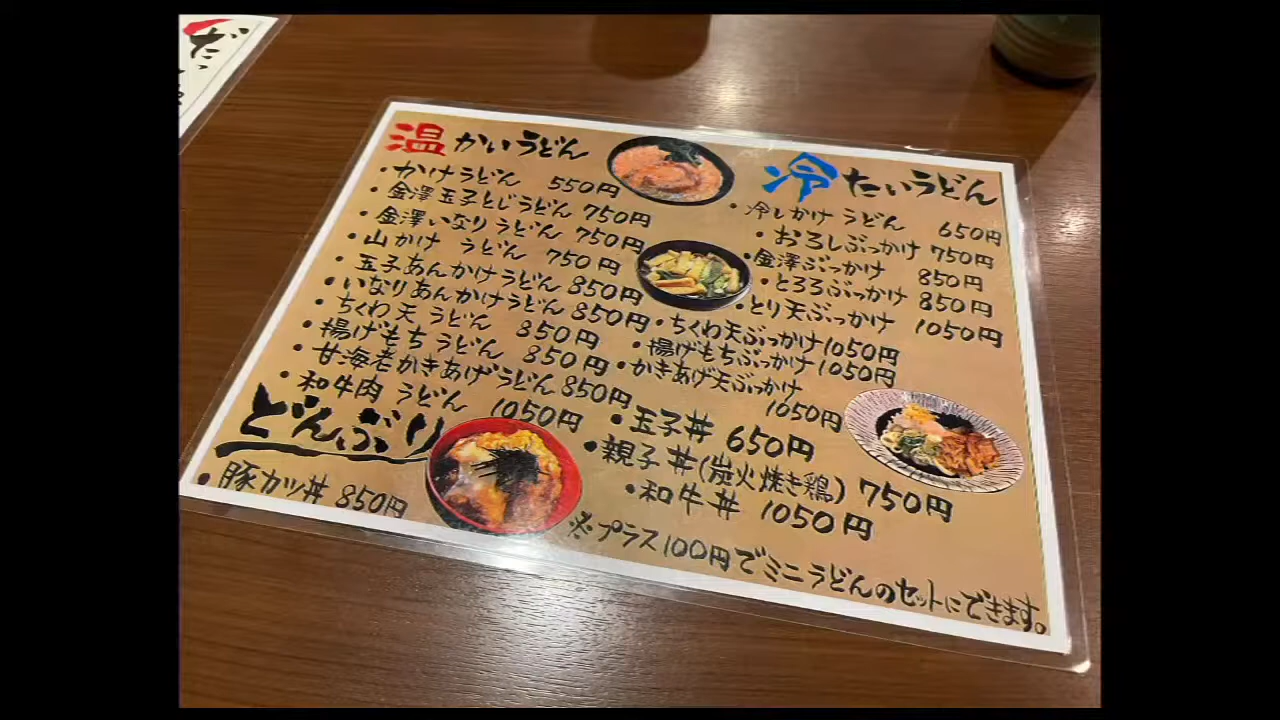 だっ
温かいうどん
・かけうどん 550円
・金澤玉子とじうどん 750円
・金澤いなりうどん 750円
・山かけ うどん 750円
・玉子あんかけうどん 850円
・いなりあんかけうどん 850円
・ちくわ天 うどん 850円
・揚げもち うどん 850円
・甘海老かきあげうどん 850円
・和牛肉 うどん 1050円
冷たいうどん
・冷しかけ うどん 650円
・おろしぶっかけ 750円
・金澤ぶっかけ 850円
・とろろぶっかけ 850円
・とり天ぶっかけ 1050円
・ちくわ天ぶっかけ 1050円
・揚げもちぶっかけ 1050円
・かきあげ天ぶっかけ
1050円
どんぶり
・豚カツ丼 850円
・玉子丼 650円
・親子丼(炭火焼き鶏) 750円
・和牛丼 1050円
※プラス100円でミニうどんのセットにできます。